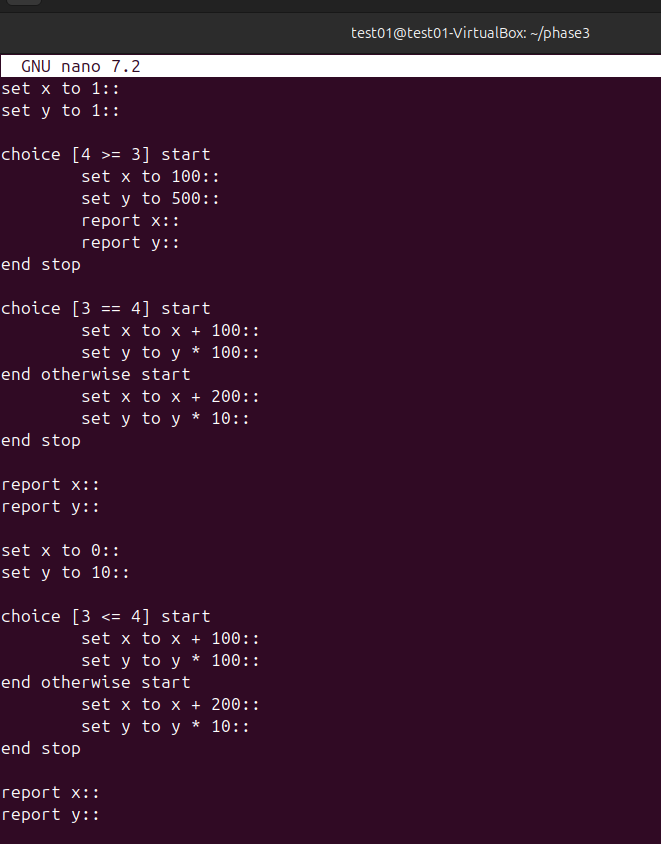 test01@test01-VirtualBox: ~/phase3
GNU nano 7.2
set x to 1::
set y to 1::

choice [4 >= 3] start
        set x to 100::
        set y to 500::
        report x::
        report y::
end stop

choice [3 == 4] start
        set x to x + 100::
        set y to y * 100::
end otherwise start
        set x to x + 200::
        set y to y * 10::
end stop

report x::
report y::

set x to 0::
set y to 10::

choice [3 <= 4] start
        set x to x + 100::
        set y to y * 100::
end otherwise start
        set x to x + 200::
        set y to y * 10::
end stop

report x::
report y::